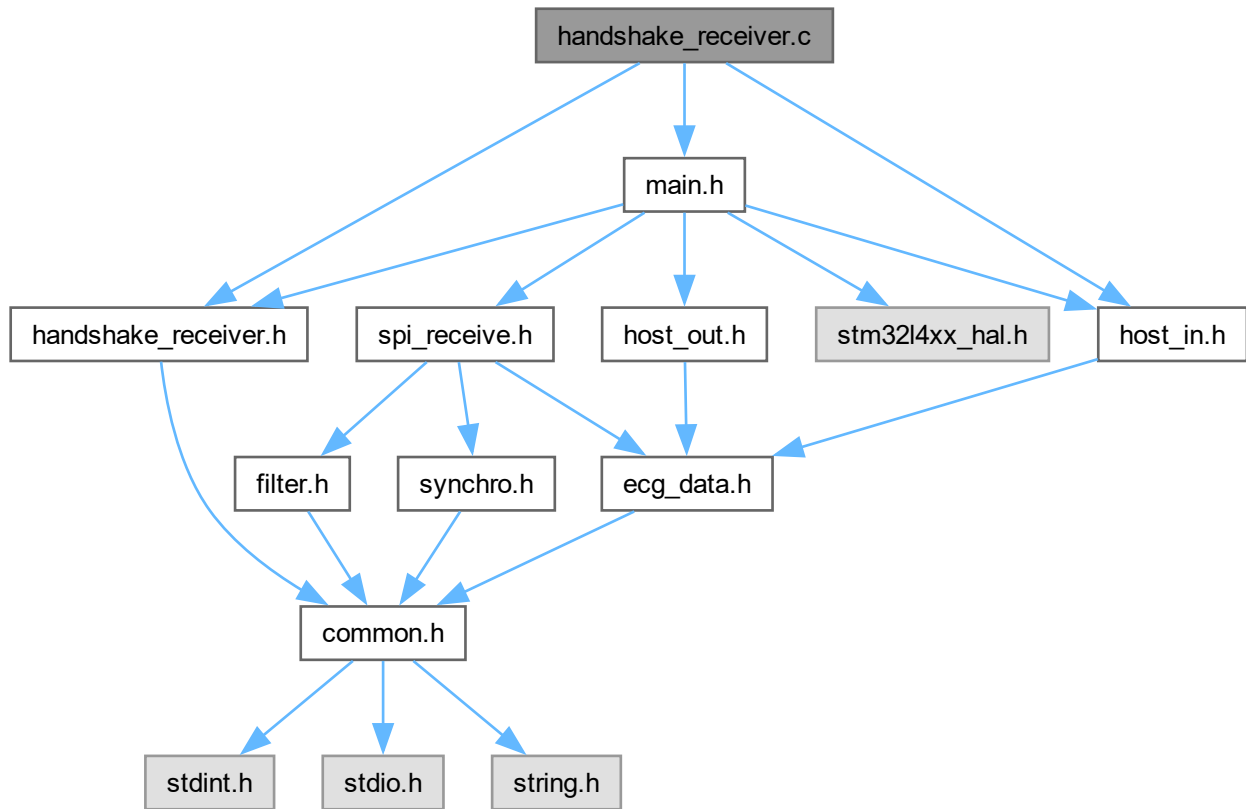 handshake_receiver.c
main.h
handshake_receiver.h
spi_receive.h
host_out.h
stm32l4xx_hal.h
host_in.h
filter.h
synchro.h
ecg_data.h
common.h
stdint.h
stdio.h
string.h